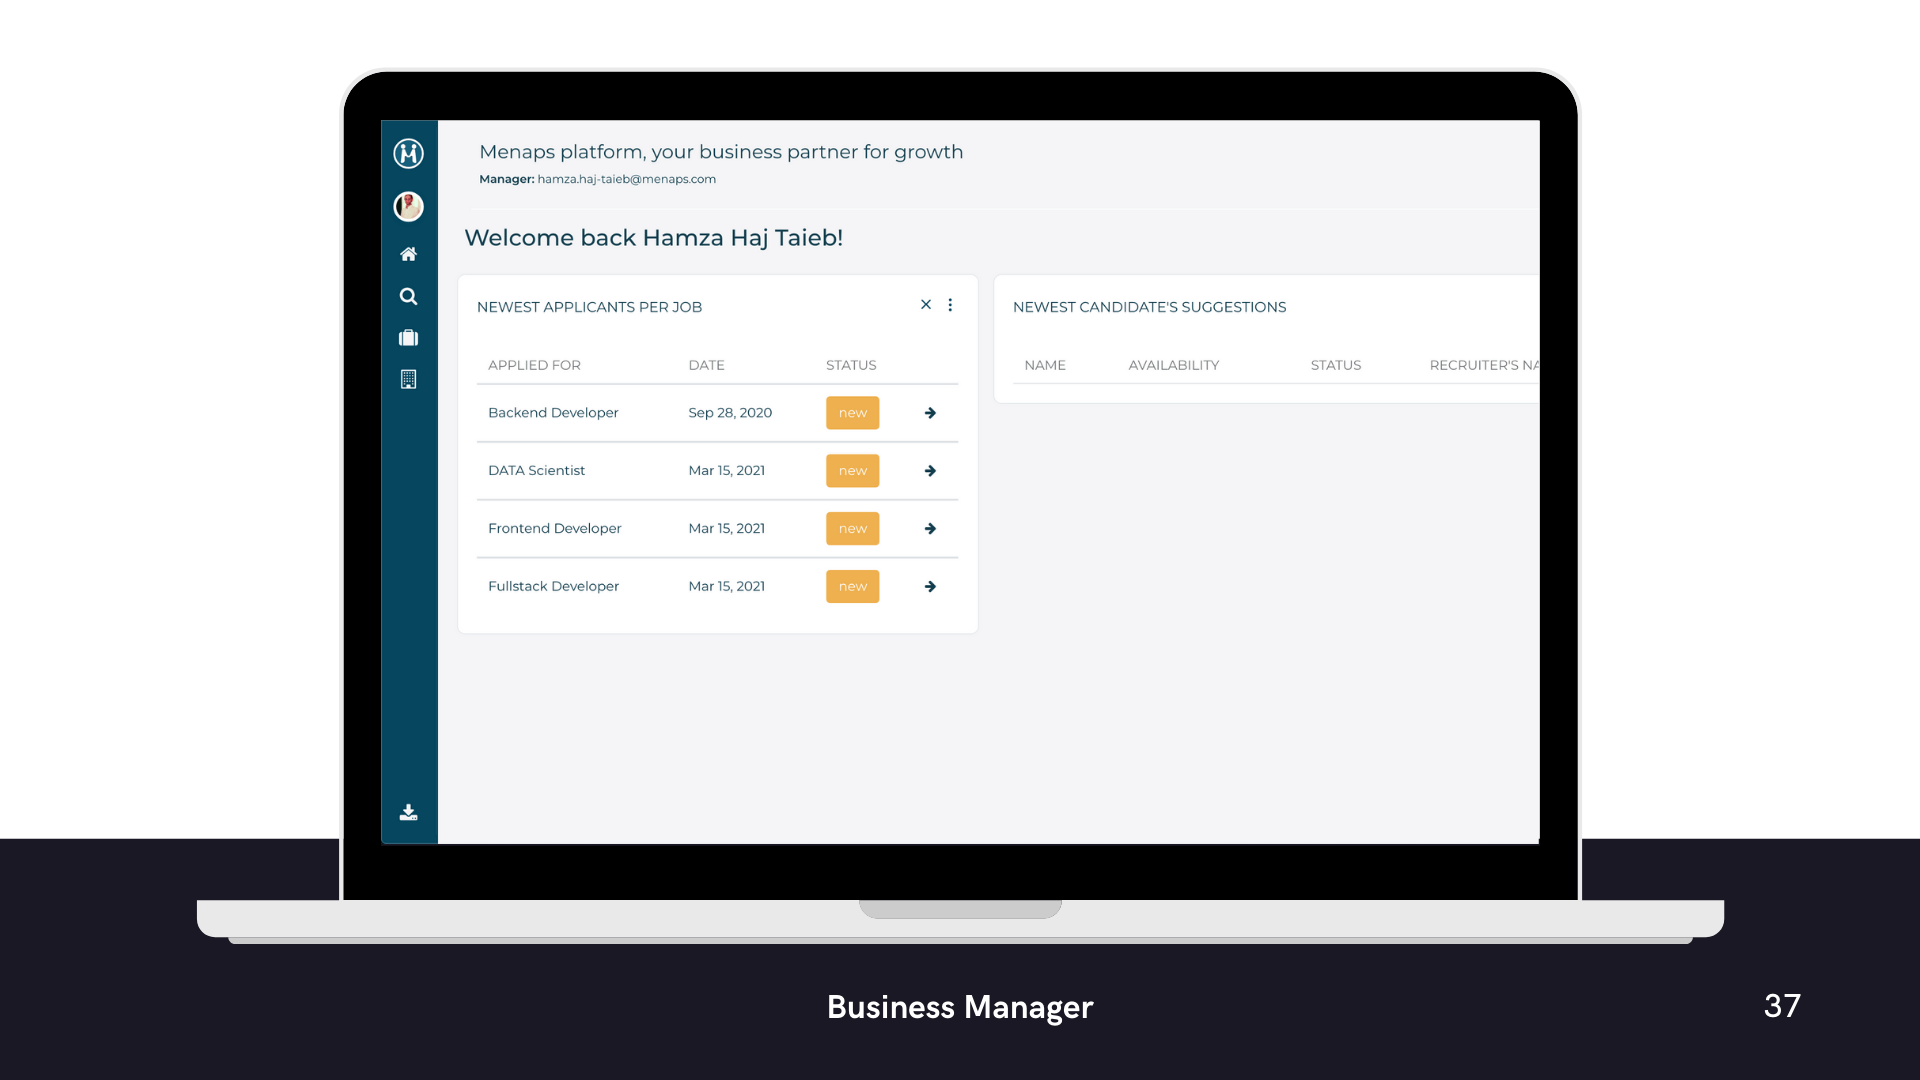 Menaps platform, your business partner for growth
Manager: hamza.haj-taieb@menaps.com
Welcome back Hamza Haj Taieb!
NEWEST APPLICANTS PER JOB
APPLIED FOR DATE STATUS
Backend Developer Sep 28, 2020 new
DATA Scientist Mar 15, 2021 new
Frontend Developer Mar 15, 2021 new
Fullstack Developer Mar 15, 2021 new
NEWEST CANDIDATE'S SUGGESTIONS
NAME AVAILABILITY STATUS RECRUITER'S NA
Business Manager
37